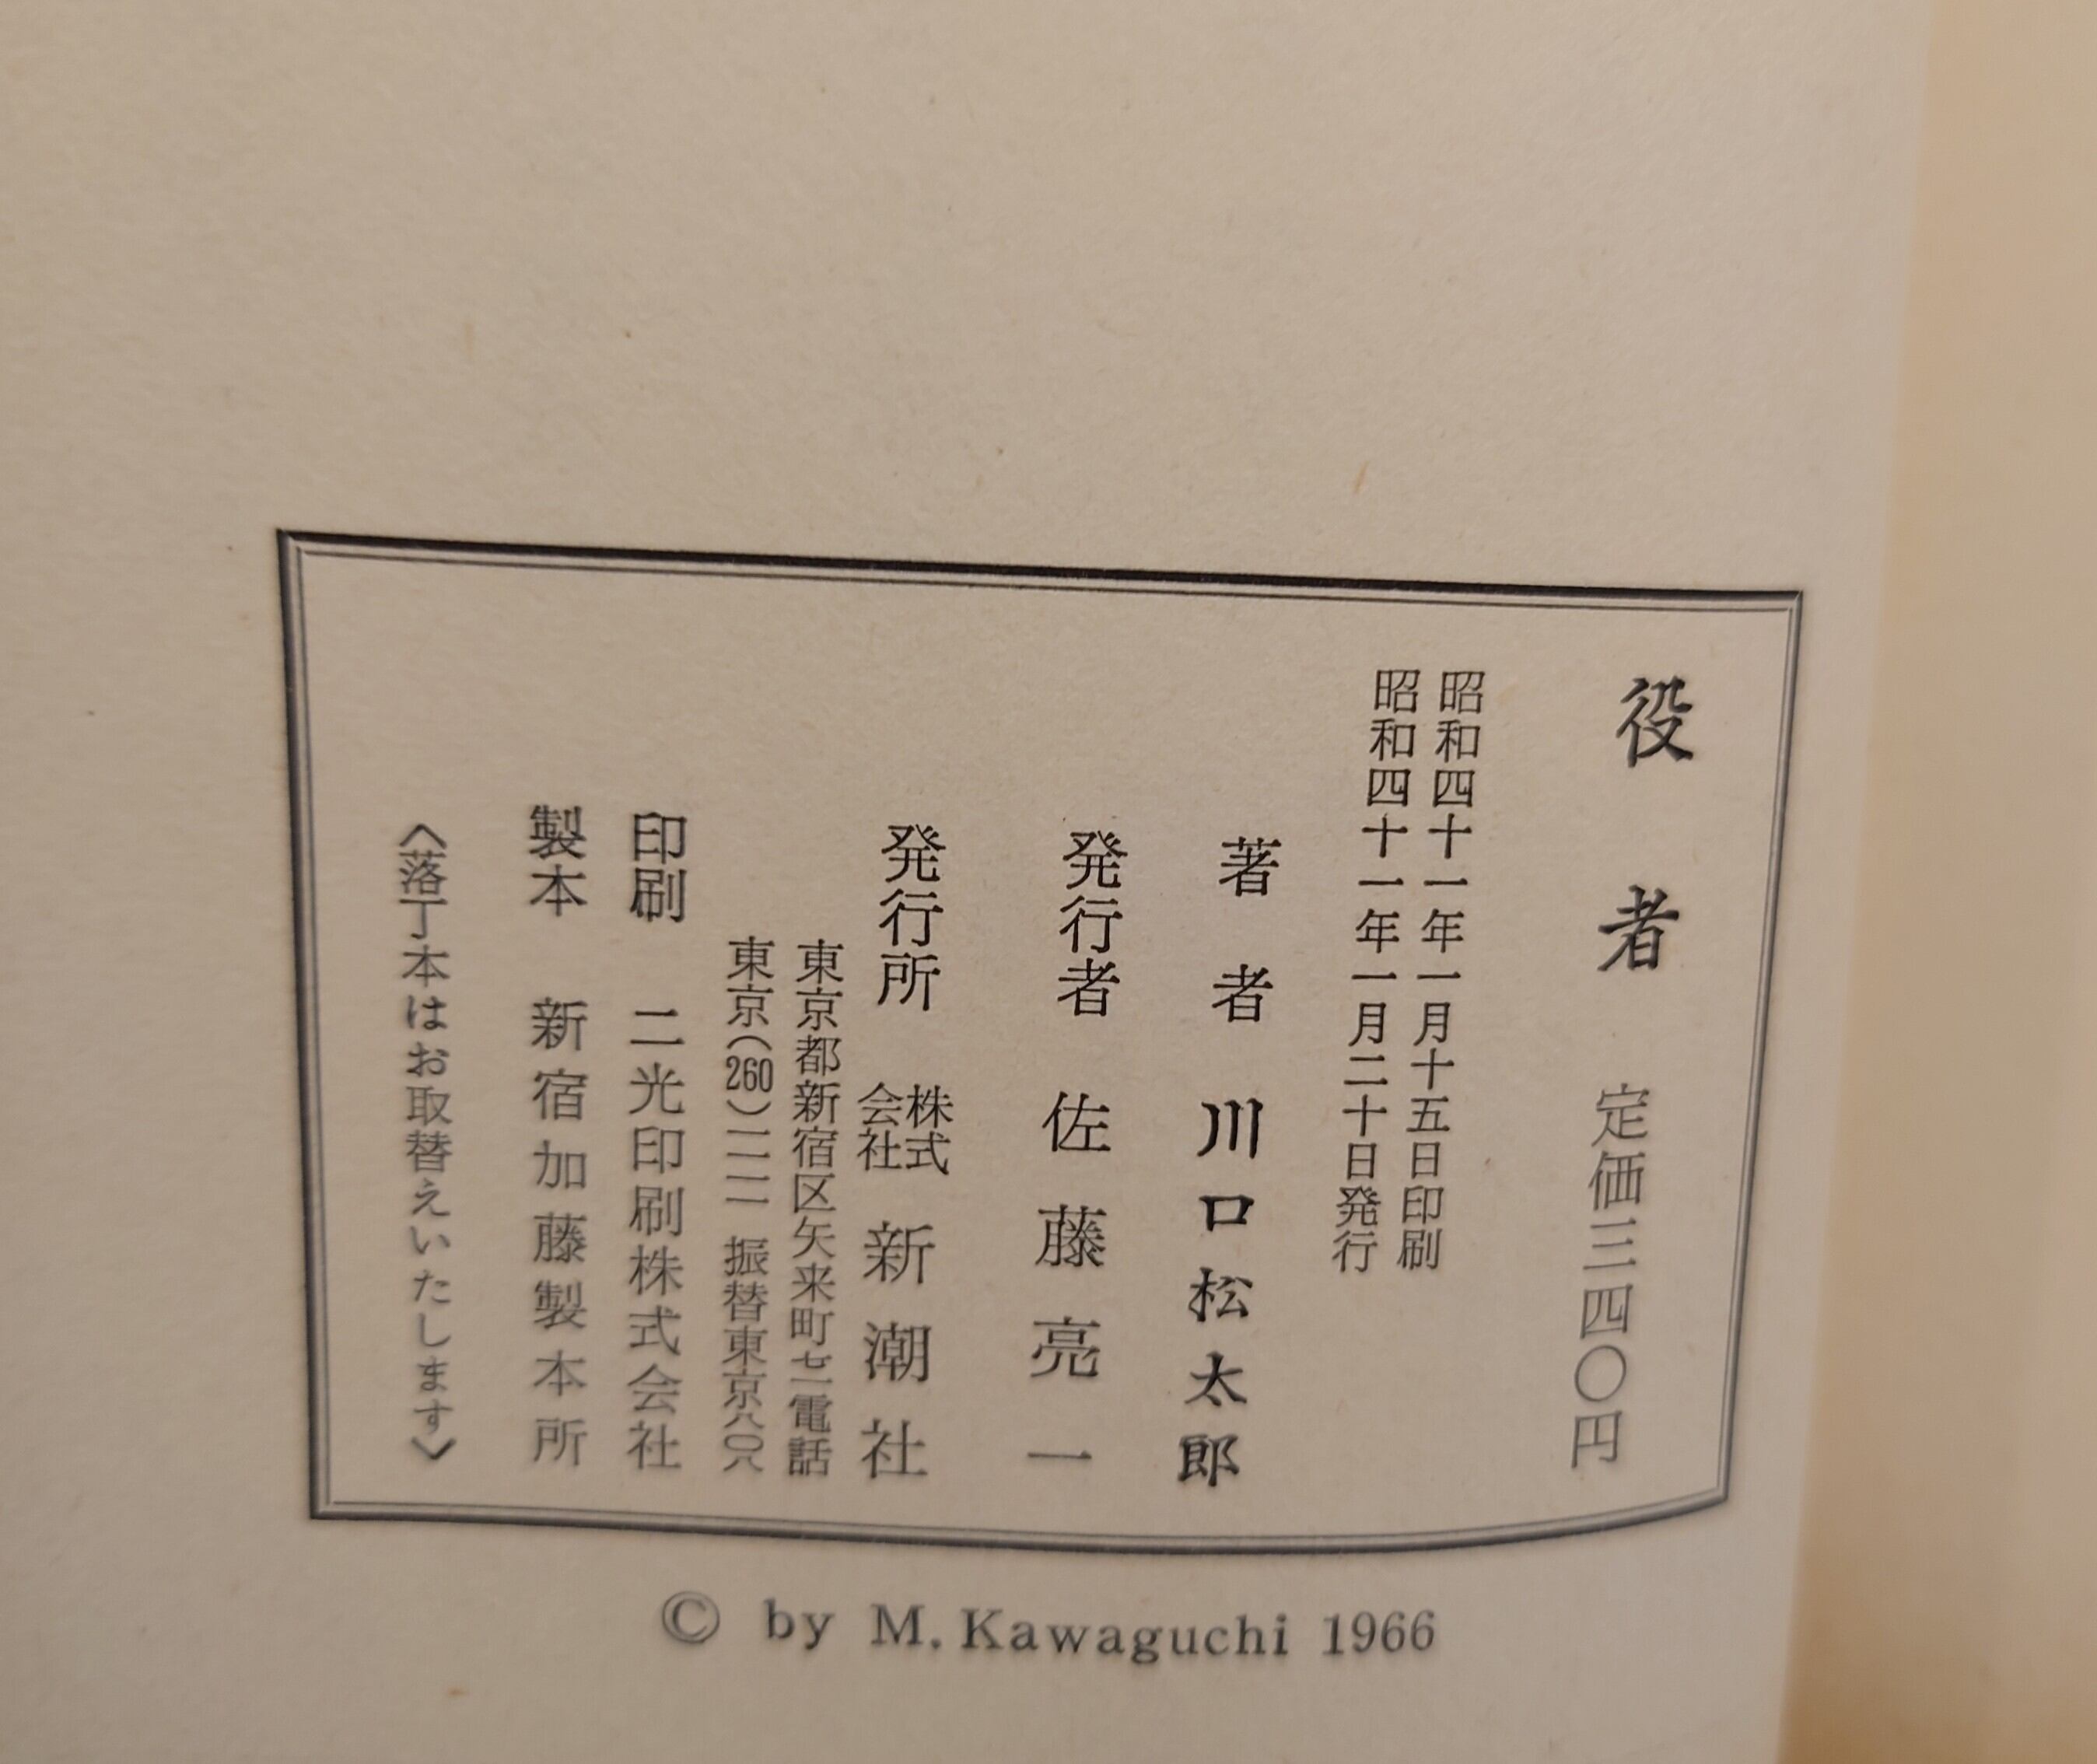 役者 定価三四〇円
昭和四十一年一月十五日印刷
昭和四十一年一月二十日発行
著者 川口松太郎
発行者 佐藤亮一
発行所 株式会社 新潮社
東京都新宿区矢来町七一電話
東京(260)一一一一 振替東京八〇八
印刷 二光印刷株式会社
製本 新宿加藤製本所
〈落丁本はお取替えいたします〉
© by M. Kawaguchi 1966